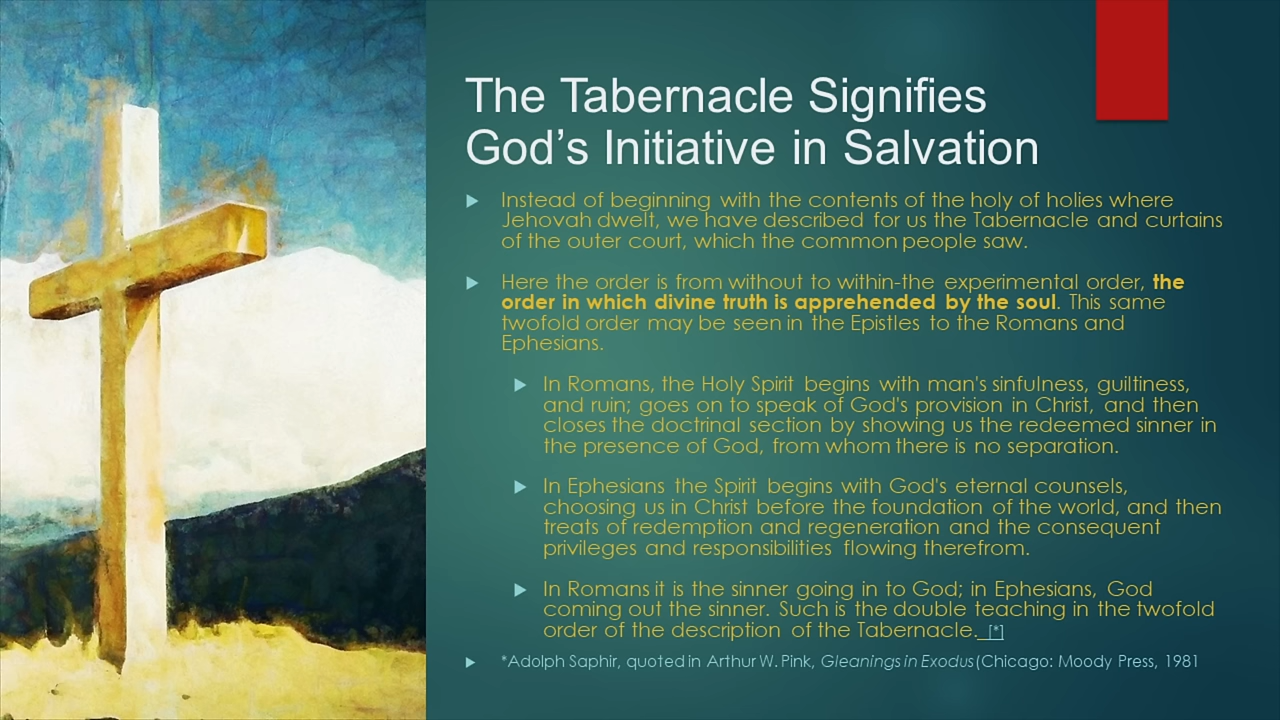 The Tabernacle Signifies
God's Initiative in Salvation
Instead of beginning with the contents of the holy of holies where
Jehovah dwelt, we have described for us the Tabernacle and curtains
of the outer court, which the common people saw.
Here the order is from without to within-the experimental order, the
order in which divine truth is apprehended by the soul. This same
twofold order may be seen in the Epistles to the Romans and
Ephesians.
In Romans, the Holy Spirit begins with man's sinfulness, guiltiness,
and ruin; goes on to speak of God's provision in Christ, and then
closes the doctrinal section by showing us the redeemed sinner in
the presence of God, from whom there is no separation.
In Ephesians the Spirit begins with God's eternal counsels,
choosing us in Christ before the foundation of the world, and then
treats of redemption and regeneration and the consequent
privileges and responsibilities flowing therefrom.
In Romans it is the sinner going in to God; in Ephesians, God
coming out the sinner. Such is the double teaching in the twofold
order of the description of the Tabernacle. [*]
*Adolph Saphir, quoted in Arthur W. Pink, Gleanings in Exodus (Chicago: Moody Press, 1981